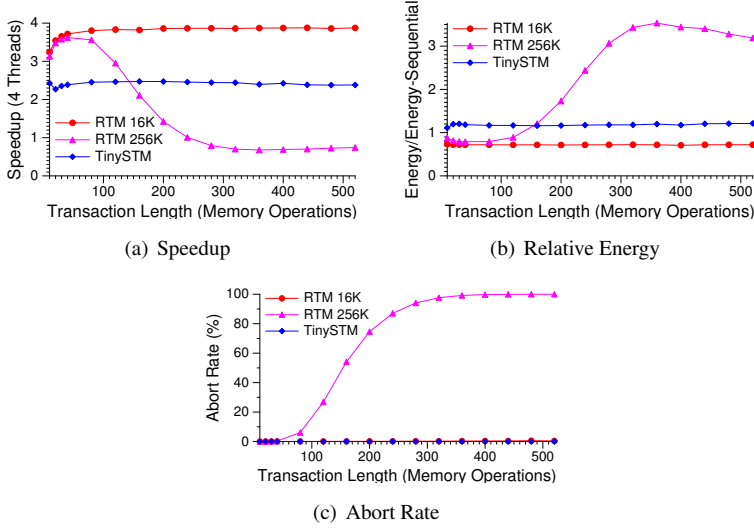 Speedup (4 Threads)
4
3
2
1
0
RTM 16K
RTM 256K
TinySTM
100 200 300 400 500
Transaction Length (Memory Operations)
(a) Speedup
Energy/Energy-Sequential
3
2
1
0
RTM 16K
RTM 256K
TinySTM
100 200 300 400 500
Transaction Length (Memory Operations)
(b) Relative Energy
Abort Rate (%)
100
80
60
40
20
0
RTM 16K
RTM 256K
TinySTM
100 200 300 400 500
Transaction Length (Memory Operations)
(c) Abort Rate